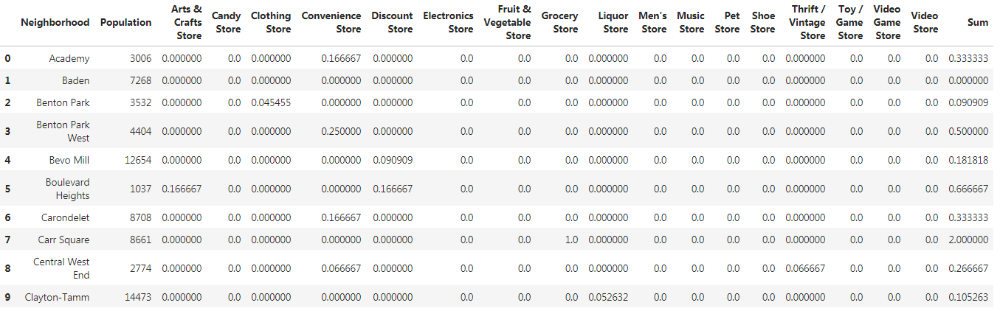 Neighborhood Population Arts & Crafts Store Candy Store Clothing Store Convenience Store Discount Store Electronics Store Fruit & Vegetable Store Grocery Store Liquor Store Men's Store Music Store Pet Store Shoe Store Thrift / Vintage Store Toy / Game Store Video Game Store Video Store Sum
0 Academy 3006 0.000000 0.0 0.000000 0.166667 0.000000 0.0 0.0 0.0 0.000000 0.0 0.0 0.0 0.0 0.000000 0.0 0.0 0.0 0.333333
1 Baden 7268 0.000000 0.0 0.000000 0.000000 0.000000 0.0 0.0 0.0 0.000000 0.0 0.0 0.0 0.0 0.000000 0.0 0.0 0.0 0.000000
2 Benton Park 3532 0.000000 0.0 0.045455 0.000000 0.000000 0.0 0.0 0.0 0.000000 0.0 0.0 0.0 0.0 0.000000 0.0 0.0 0.0 0.090909
3 Benton Park West 4404 0.000000 0.0 0.000000 0.250000 0.000000 0.0 0.0 0.0 0.000000 0.0 0.0 0.0 0.0 0.000000 0.0 0.0 0.0 0.500000
4 Bevo Mill 12654 0.000000 0.0 0.000000 0.000000 0.090909 0.0 0.0 0.0 0.000000 0.0 0.0 0.0 0.0 0.000000 0.0 0.0 0.0 0.181818
5 Boulevard Heights 1037 0.166667 0.0 0.000000 0.000000 0.166667 0.0 0.0 0.0 0.000000 0.0 0.0 0.0 0.0 0.000000 0.0 0.0 0.0 0.666667
6 Carondelet 8708 0.000000 0.0 0.000000 0.166667 0.000000 0.0 0.0 0.0 0.000000 0.0 0.0 0.0 0.0 0.000000 0.0 0.0 0.0 0.333333
7 Carr Square 8661 0.000000 0.0 0.000000 0.000000 0.000000 0.0 0.0 1.0 0.000000 0.0 0.0 0.0 0.0 0.000000 0.0 0.0 0.0 2.000000
8 Central West End 2774 0.000000 0.0 0.000000 0.066667 0.000000 0.0 0.0 0.0 0.000000 0.0 0.0 0.0 0.0 0.066667 0.0 0.0 0.0 0.266667
9 Clayton-Tamm 14473 0.000000 0.0 0.000000 0.000000 0.000000 0.0 0.0 0.0 0.052632 0.0 0.0 0.0 0.0 0.000000 0.0 0.0 0.0 0.105263